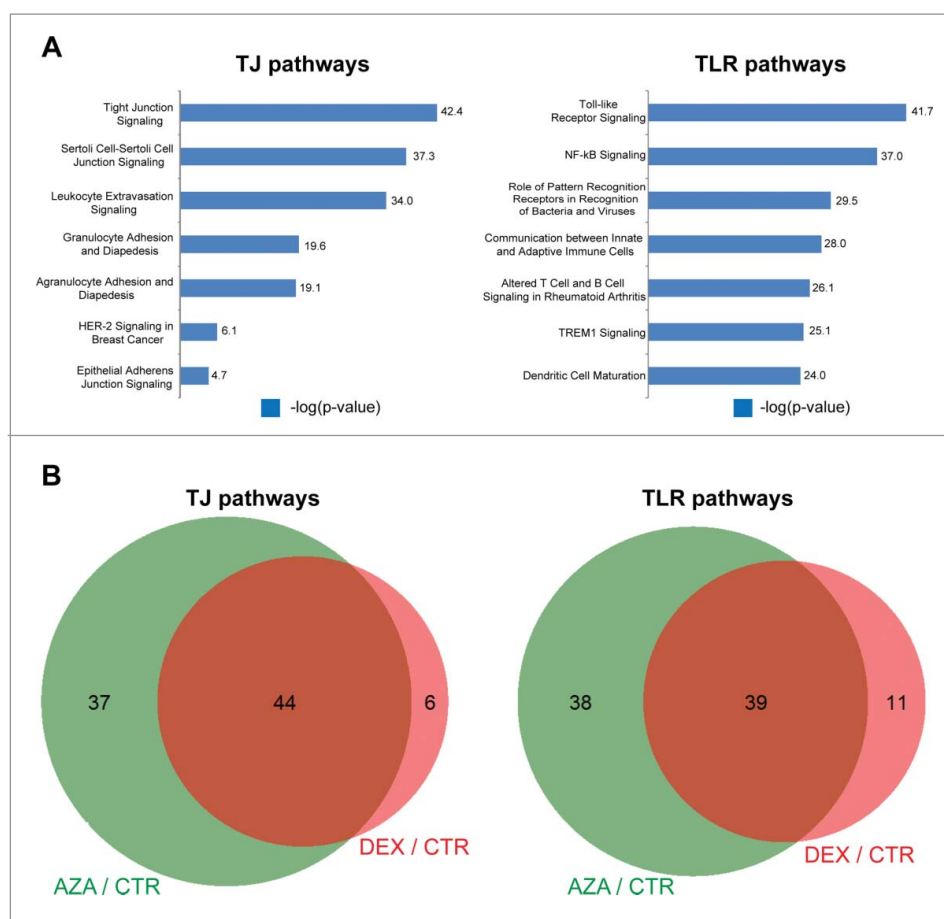 A
TJ pathways
Tight Junction
Signaling
42.4
Sertoli Cell-Sertoli Cell
Junction Signaling
37.3
Leukocyte Extravasation
Signaling
34.0
Granulocyte Adhesion
and Diapedesis
19.6
Agranulocyte Adhesion and
Diapedesis
19.1
HER-2 Signaling in
Breast Cancer
6.1
Epithelial Adherens
Junction Signaling
4.7
-log(p-value)
TLR pathways
Toll-like
Receptor Signaling
41.7
NF-kB Signaling
37.0
Role of Pattern Recognition
Receptors in Recognition
of Bacteria and Viruses
29.5
Communication between Innate
and Adaptive Immune Cells
28.0
Altered T Cell and B Cell
Signaling in Rheumatoid Arthritis
26.1
TREM1 Signaling
25.1
Dendritic Cell Maturation
24.0
-log(p-value)
B
TJ pathways
37
44
6
DEX / CTR
AZA / CTR
TLR pathways
38
39
11
DEX / CTR
AZA / CTR